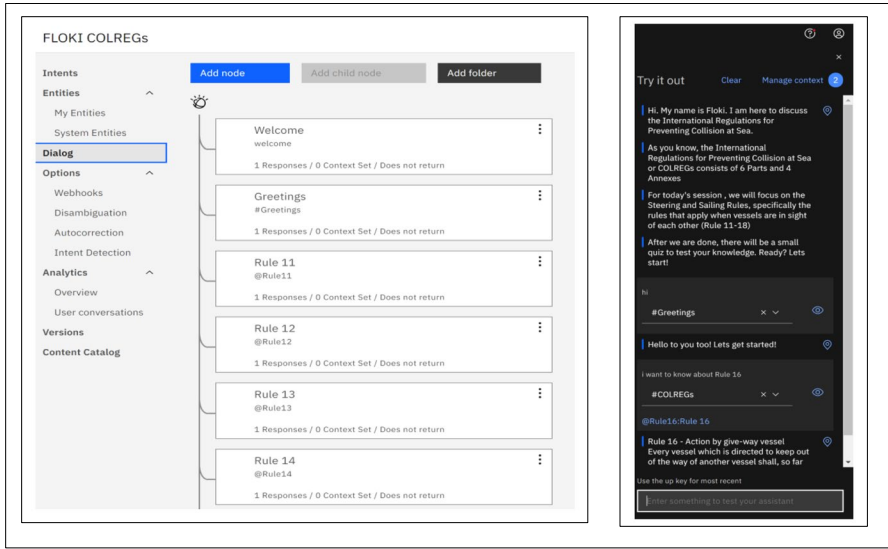 FLOKI COLREGs
Intents
Entities
My Entities
System Entities
Dialog
Options
Webhooks
Disambiguation
Autocorrection
Intent Detection
Analytics
Overview
User conversations
Versions
Content Catalog
Add node
Add child node
Add folder
Welcome
welcome
1 Responses / 0 Context Set / Does not return
Greetings
#Greetings
1 Responses / 0 Context Set / Does not return
Rule 11
@Rule11
1 Responses / 0 Context Set / Does not return
Rule 12
@Rule12
1 Responses / 0 Context Set / Does not return
Rule 13
@Rule13
1 Responses / 0 Context Set / Does not return
Rule 14
@Rule14
1 Responses / 0 Context Set / Does not return
Try it out
Clear
Manage context 2
Hi. My name is Floki. I am here to discuss
the International Regulations for
Preventing Collision at Sea.
As you know, the International
Regulations for Preventing Collision at Sea
or COLREGs consists of 6 Parts and 4
Annexes
For today's session , we will focus on the
Steering and Sailing Rules, specifically the
rules that apply when vessels are in sight
of each other (Rule 11-18)
After we are done, there will be a small
quiz to test your knowledge. Ready? Lets
start!
hi
#Greetings
Hello to you too! Lets get started!
i want to know about Rule 16
#COLREGs
@Rule16:Rule 16
Rule 16 - Action by give-way vessel
Every vessel which is directed to keep out
of the way of another vessel shall, so far
Use the up key for most recent
Enter something to test your assistant